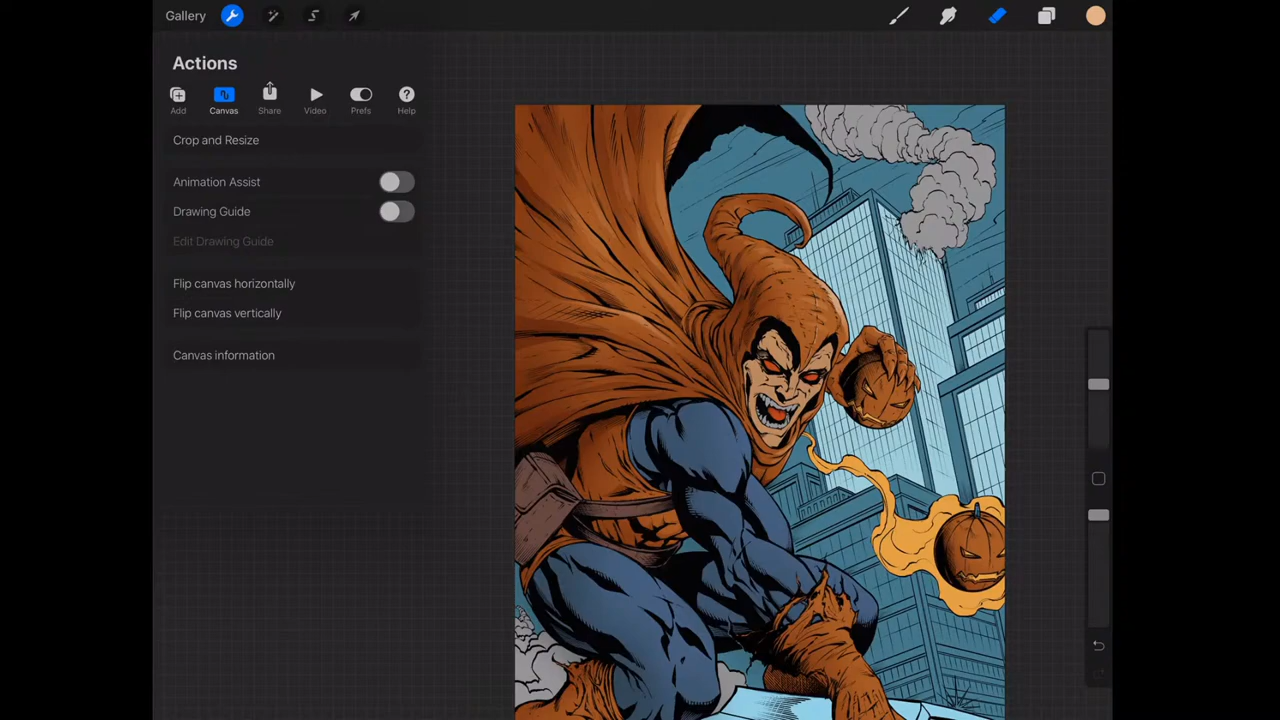 Gallery
Actions
Add Canvas Share Video Prefs Help
Crop and Resize
Animation Assist
Drawing Guide
Edit Drawing Guide
Flip canvas horizontally
Flip canvas vertically
Canvas information